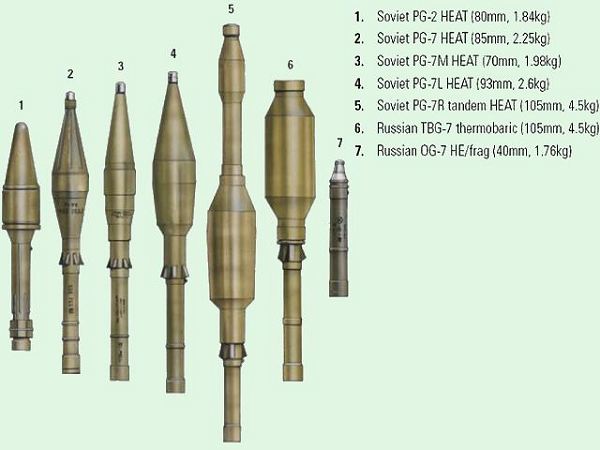 1. Soviet PG-2 HEAT (80mm, 1.84kg)
2. Soviet PG-7 HEAT (85mm, 2.25kg)
3. Soviet PG-7M HEAT (70mm, 1.98kg)
4. Soviet PG-7L HEAT (93mm, 2.6kg)
5. Soviet PG-7R tandem HEAT (105mm, 4.5kg)
6. Russian TBG-7 thermobaric (105mm, 4.5kg)
7. Russian OG-7 HE/frag (40mm, 1.76kg)
1
2
3
4
5
6
7